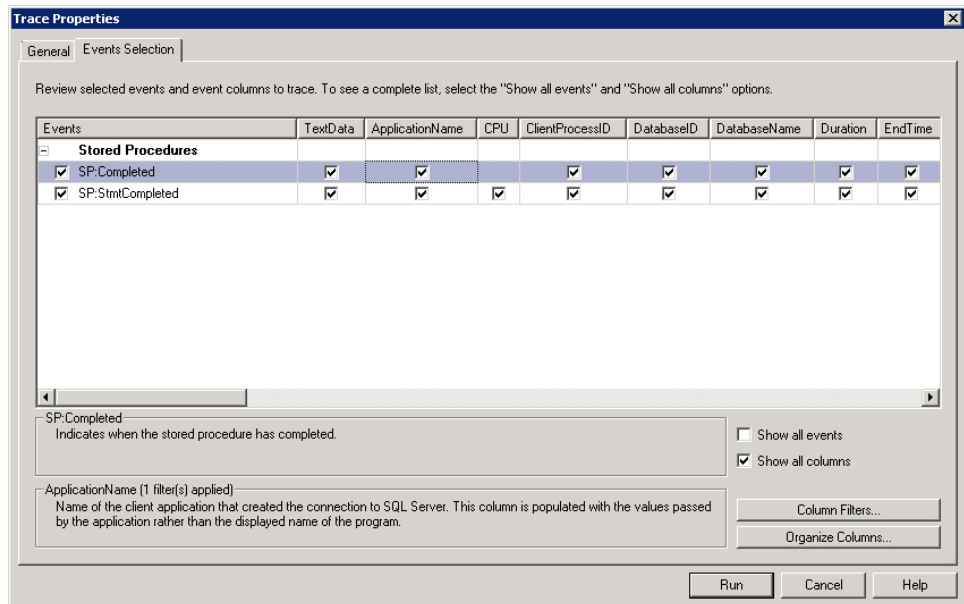 Trace Properties
General Events Selection
Review selected events and event columns to trace. To see a complete list, select the "Show all events" and "Show all columns" options.
Events TextData ApplicationName CPU ClientProcessID DatabaseID DatabaseName Duration EndTime
Stored Procedures
SP:Completed
SP:StmtCompleted
SP:Completed
Indicates when the stored procedure has completed.
Show all events
Show all columns
ApplicationName (1 filter(s) applied)
Name of the client application that created the connection to SQL Server. This column is populated with the values passed
by the application rather than the displayed name of the program.
Column Filters...
Organize Columns...
Run Cancel Help